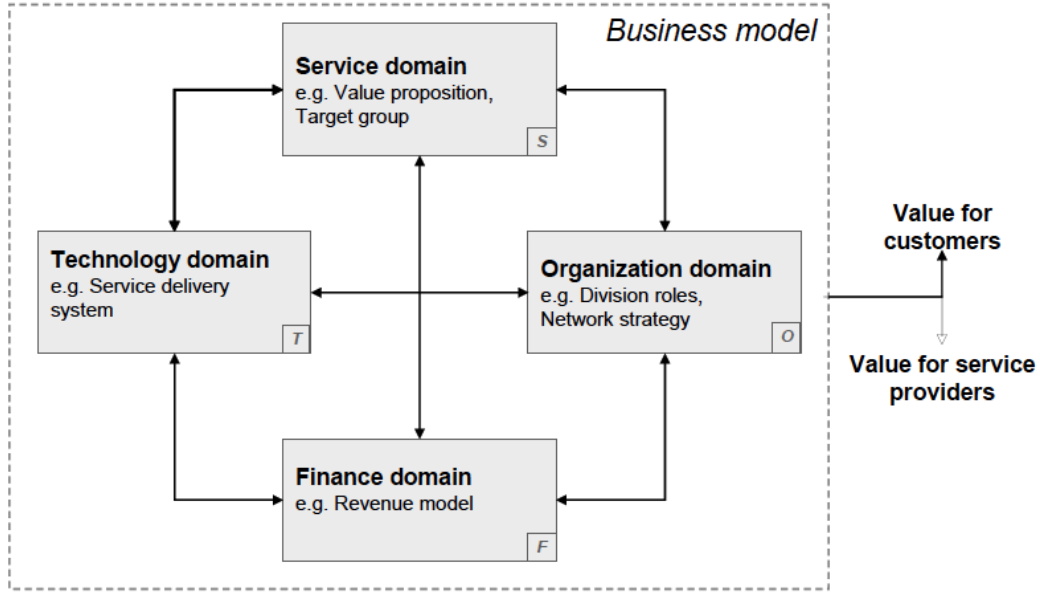 Business model
Service domain
e.g. Value proposition,
Target group
S
Technology domain
e.g. Service delivery
system
T
Organization domain
e.g. Division roles,
Network strategy
O
Value for
customers
Value for service
providers
Finance domain
e.g. Revenue model
F